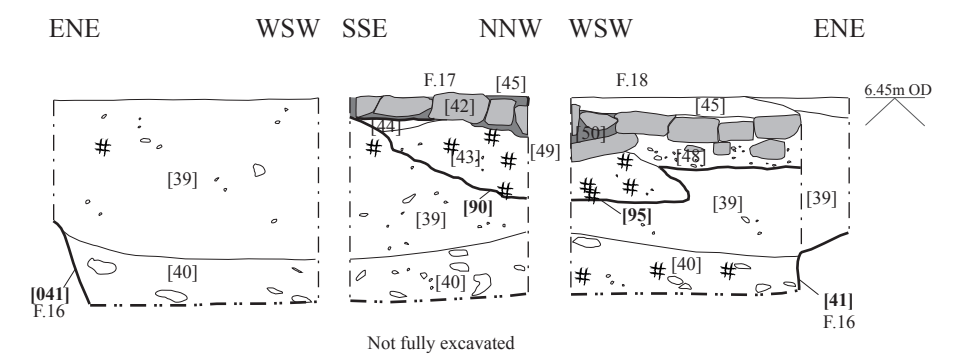 ENE WSW SSE NNW WSW ENE
F.17 [45] F.18
6.45m OD
[42] [45]
[44] [50]
[43] [49] [48]
[39] [90] [95] [39] [39]
[39]
[40] [40] [40]
[041] [41]
F.16 F.16
Not fully excavated